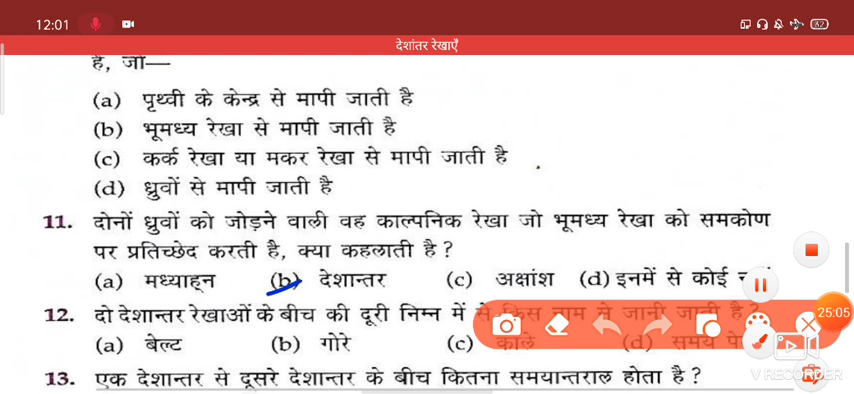 12:01
82
देशांतर रेखाएँ
है, जो—
(a) पृथ्वी के केन्द्र से मापी जाती है
(b) भूमध्य रेखा से मापी जाती है
(c) कर्क रेखा या मकर रेखा से मापी जाती है
(d) ध्रुवों से मापी जाती है
11. दोनों ध्रुवों को जोड़ने वाली वह काल्पनिक रेखा जो भूमध्य रेखा को समकोण
पर प्रतिच्छेद करती है, क्या कहलाती है ?
(a) मध्याह्न (b) देशान्तर (c) अक्षांश (d) इनमें से कोई
12. दो देशान्तर रेखाओं के बीच की दूरी निम्न में से किस नाम से जानी जाती है ?
25:05
(a) बेल्ट (b) गोरे (c) काले (d) समय
V RECORDER
13. एक देशान्तर से दूसरे देशान्तर के बीच कितना समयान्तराल होता है ?